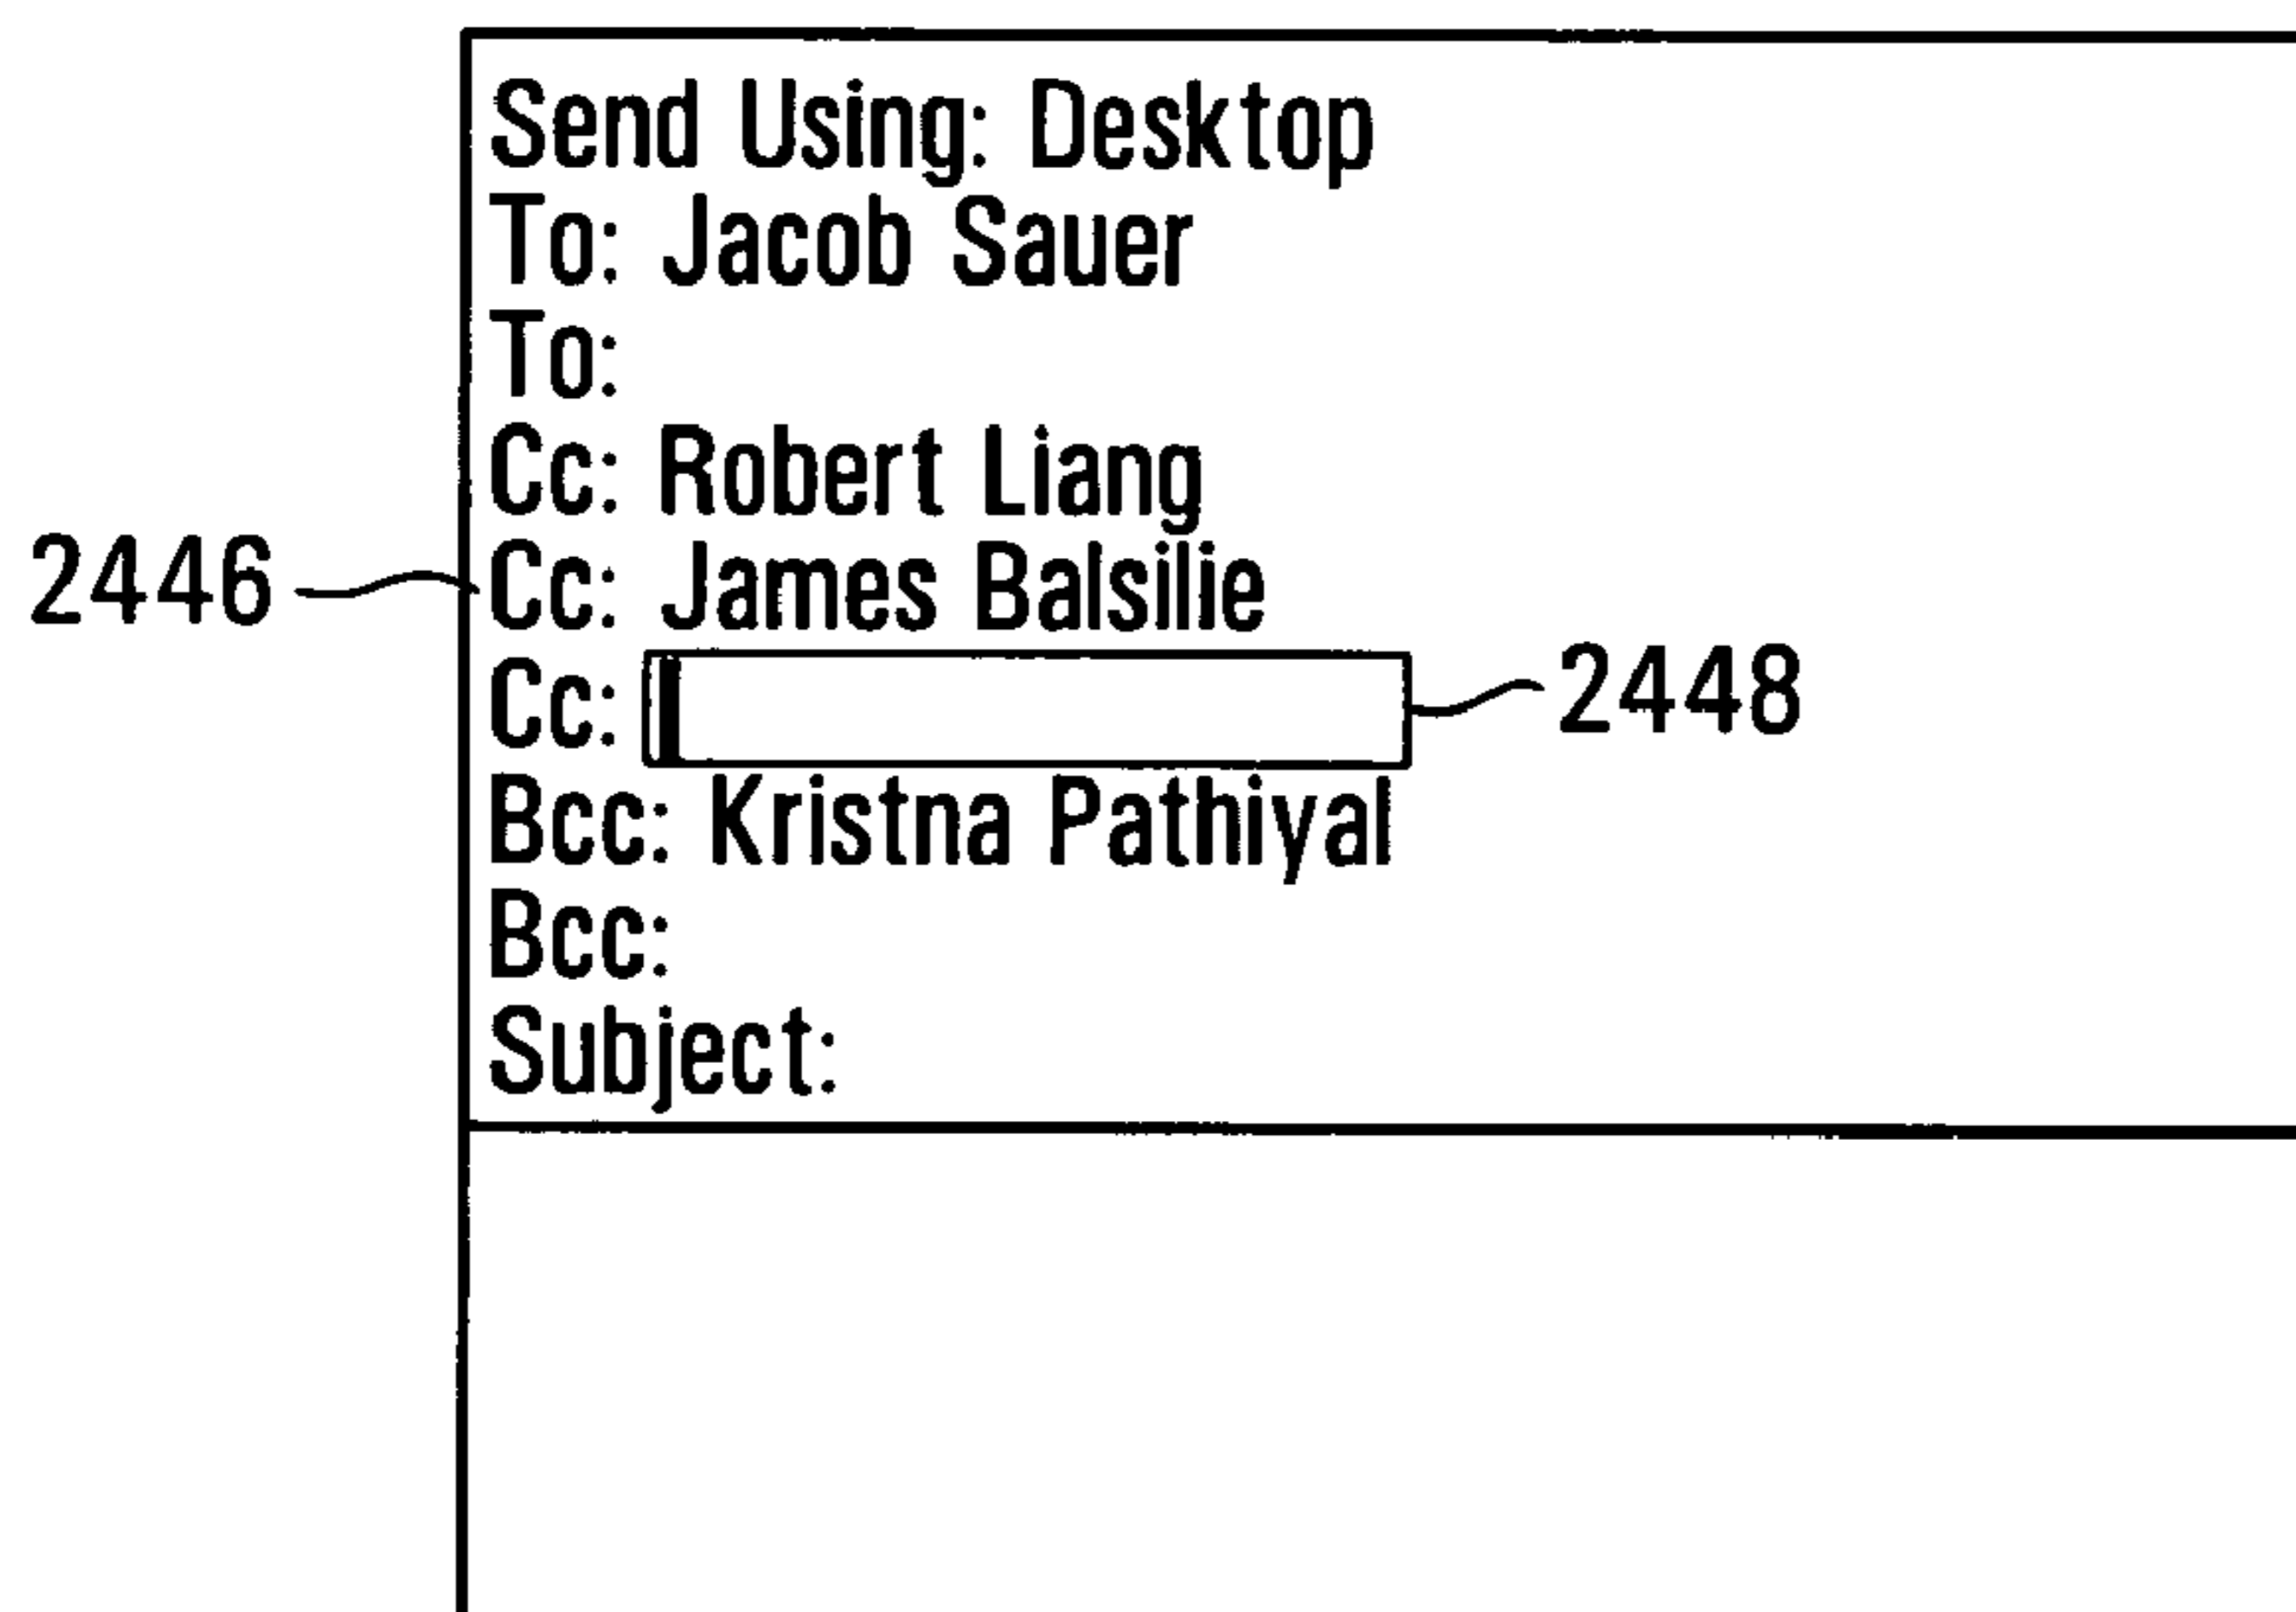 Send Using: Desktop
To: Jacob Sauer
To:
Cc: Robert Liang
2446 Cc: James Balsilie
Cc: 2448
Bcc: Kristna Pathiyal
Bcc:
Subject: